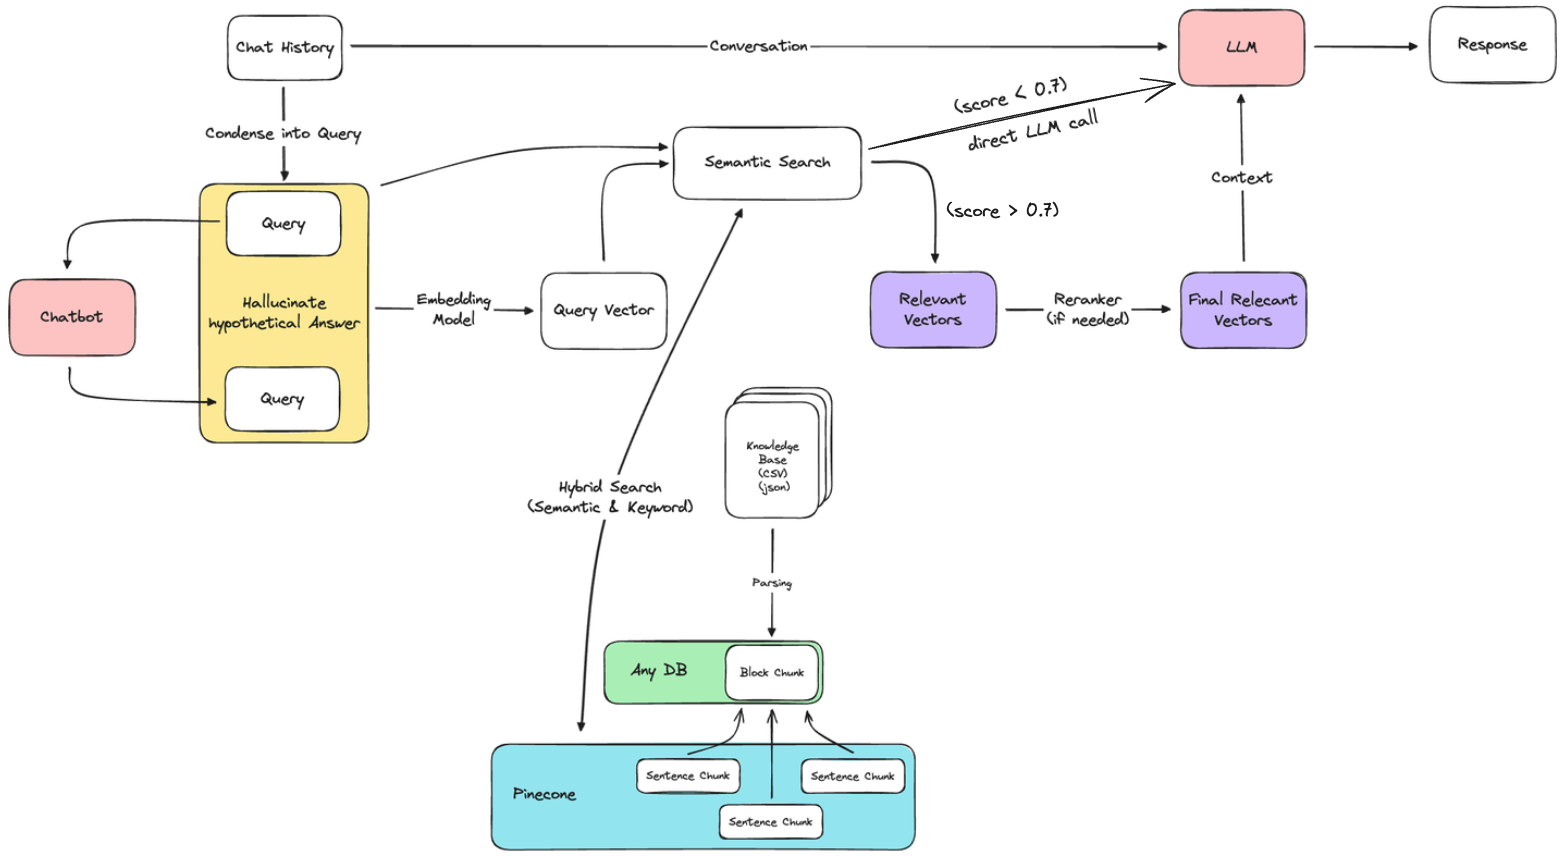 Chat History
Conversation
LLM
Response
(score < 0.7)
direct LLM call
Condense into Query
Semantic Search
Context
Query
(score > 0.7)
Hallucinate
hypothetical Answer
Chatbot
Embedding
Model
Query Vector
Relevant
Vectors
Reranker
(if needed)
Final Relecant
Vectors
Query
Knowledge
Base
(CSV)
(json)
Hybrid Search
(Semantic & Keyword)
Parsing
Any DB
Block Chunk
Pinecone
Sentence Chunk
Sentence Chunk
Sentence Chunk